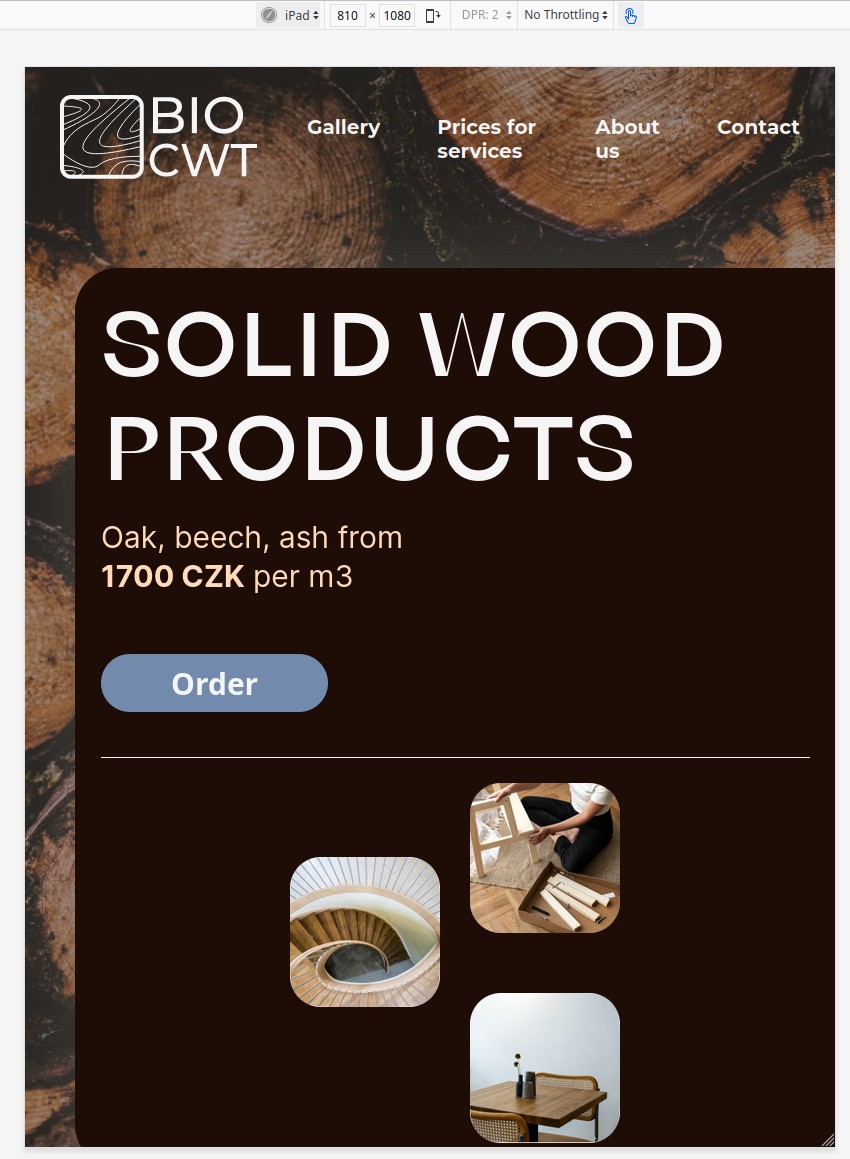 iPad 810 × 1080 DPR: 2 No Throttling
BIO
CWT
Gallery
Prices for
services
About
us
Contact
SOLID WOOD
PRODUCTS
Oak, beech, ash from
1700 CZK per m3
Order